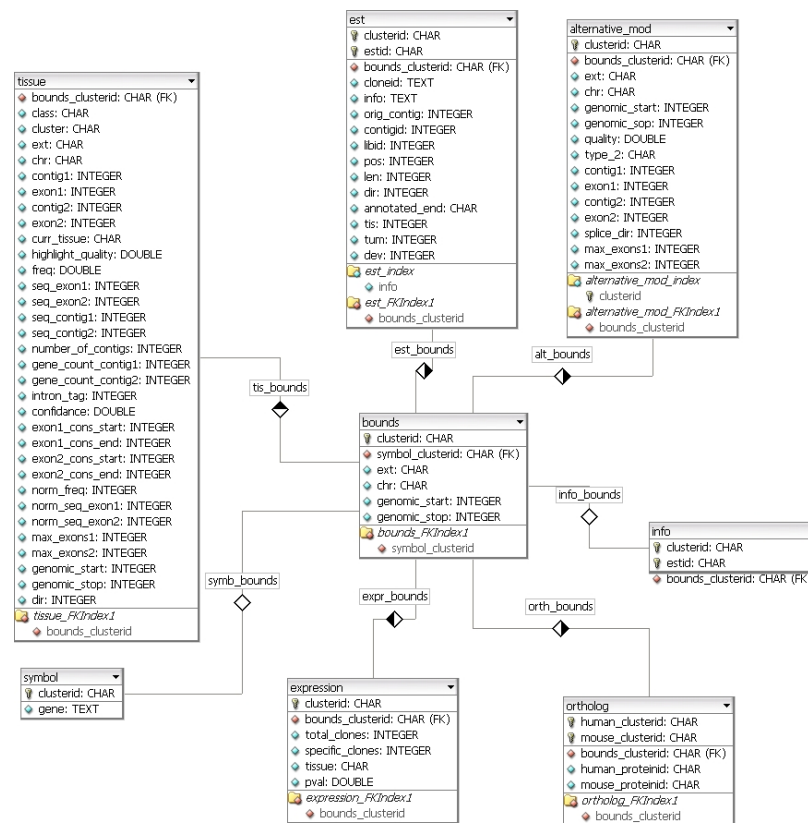 est
clusterid: CHAR
estid: CHAR
bounds_clusterid: CHAR (FK)
cloneid: TEXT
info: TEXT
orig_contig: INTEGER
contigid: INTEGER
libid: INTEGER
pos: INTEGER
len: INTEGER
dir: INTEGER
annotated_end: CHAR
tis: INTEGER
tum: INTEGER
dev: INTEGER
est_index
info
est_FKIndex1
bounds_clusterid
alternative_mod
clusterid: CHAR
bounds_clusterid: CHAR (FK)
ext: CHAR
chr: CHAR
genomic_start: INTEGER
genomic_sop: INTEGER
quality: DOUBLE
type_2: CHAR
contig1: INTEGER
exon1: INTEGER
contig2: INTEGER
exon2: INTEGER
splice_dir: INTEGER
max_exons1: INTEGER
max_exons2: INTEGER
alternative_mod_index
clusterid
alternative_mod_FKIndex1
bounds_clusterid
tissue
bounds_clusterid: CHAR (FK)
class: CHAR
cluster: CHAR
ext: CHAR
chr: CHAR
contig1: INTEGER
exon1: INTEGER
contig2: INTEGER
exon2: INTEGER
curr_tissue: CHAR
highlight_quality: DOUBLE
freq: DOUBLE
seq_exon1: INTEGER
seq_exon2: INTEGER
seq_contig1: INTEGER
seq_contig2: INTEGER
number_of_contigs: INTEGER
gene_count_contig1: INTEGER
gene_count_contig2: INTEGER
intron_tag: INTEGER
confidance: DOUBLE
exon1_cons_start: INTEGER
exon1_cons_end: INTEGER
exon2_cons_start: INTEGER
exon2_cons_end: INTEGER
norm_freq: INTEGER
norm_seq_exon1: INTEGER
norm_seq_exon2: INTEGER
max_exons1: INTEGER
max_exons2: INTEGER
genomic_start: INTEGER
genomic_stop: INTEGER
dir: INTEGER
tissue_FKIndex1
bounds_clusterid
est_bounds
alt_bounds
tis_bounds
bounds
clusterid: CHAR
symbol_clusterid: CHAR (FK)
ext: CHAR
chr: CHAR
genomic_start: INTEGER
genomic_stop: INTEGER
bounds_FKIndex1
symbol_clusterid
info_bounds
info
clusterid: CHAR
estid: CHAR
bounds_clusterid: CHAR (FK
symb_bounds
expr_bounds
orth_bounds
symbol
clusterid: CHAR
gene: TEXT
expression
clusterid: CHAR
bounds_clusterid: CHAR (FK)
total_clones: INTEGER
specific_clones: INTEGER
tissue: CHAR
pval: DOUBLE
expression_FKIndex1
bounds_clusterid
ortholog
human_clusterid: CHAR
mouse_clusterid: CHAR
bounds_clusterid: CHAR (FK)
human_proteinid: CHAR
mouse_proteinid: CHAR
ortholog_FKIndex1
bounds_clusterid